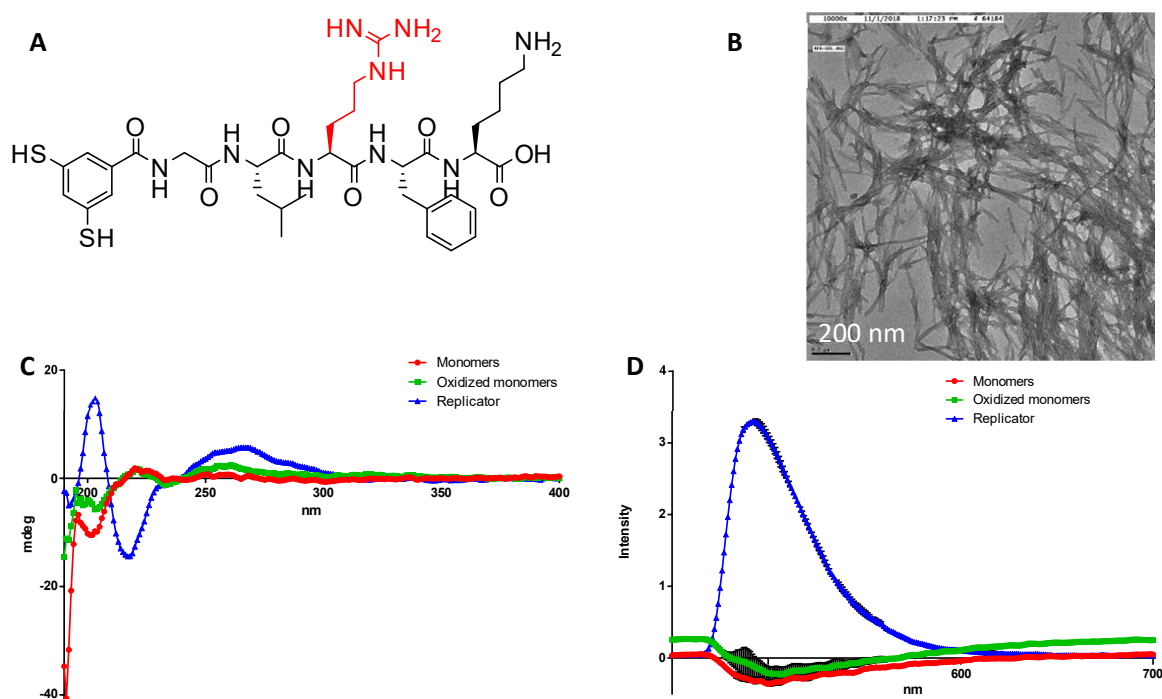 A
HN
NH₂
NH
NH₂
O
H
N
O
H
N
O
HS
N
H
O
N
H
O
N
H
OH
O
SH
B
10000x 11/1/2018 1:17:23 PM # 64184
200 nm
C
Monomers
Oxidized monomers
Replicator
20
0
-20
-40
200
250
300
350
400
nm
mdeg
D
Monomers
Oxidized monomers
Replicator
4
3
2
1
0
600
700
nm
Intensity